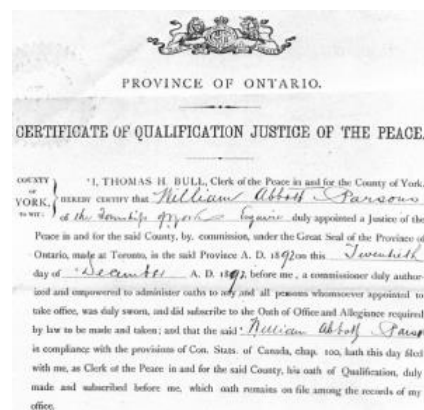 PROVINCE OF ONTARIO.
CERTIFICATE OF QUALIFICATION JUSTICE OF THE PEACE.
COUNTY
OF
YORK,
TO WIT:
I, THOMAS H. BULL, Clerk of the Peace in and for the County of York,
HEREBY CERTIFY that William Abbott Parsons
of the Township of York Esquire duly appointed a Justice of the
Peace in and for the said County, by commission, under the Great Seal of the Province of
Ontario, made at Toronto, in the said Province A. D. 1892 on this Twentieth
day of December A. D. 1892, before me, a commissioner duly author-
ized and empowered to administer oaths to any and all persons whomsoever appointed to
take office, was duly sworn, and did subscribe to the Oath of Office and Allegiance required
by law to be made and taken; and that the said William Abbott Parsons
is compliance with the provisions of Con. Stats. of Canada, chap. 100, hath this day filed
with me, as Clerk of the Peace in and for the said County, his oath of Qualification, duly
made and subscribed before me, which oath remains on file among the records of my
office.